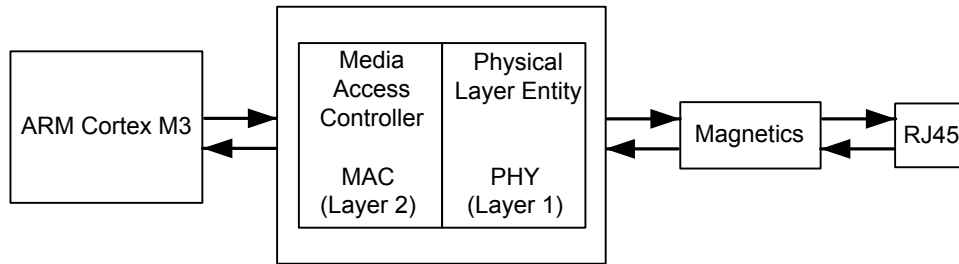 ARM Cortex M3
Media
Access
Controller
MAC
(Layer 2)
Physical
Layer Entity
PHY
(Layer 1)
Magnetics
RJ45